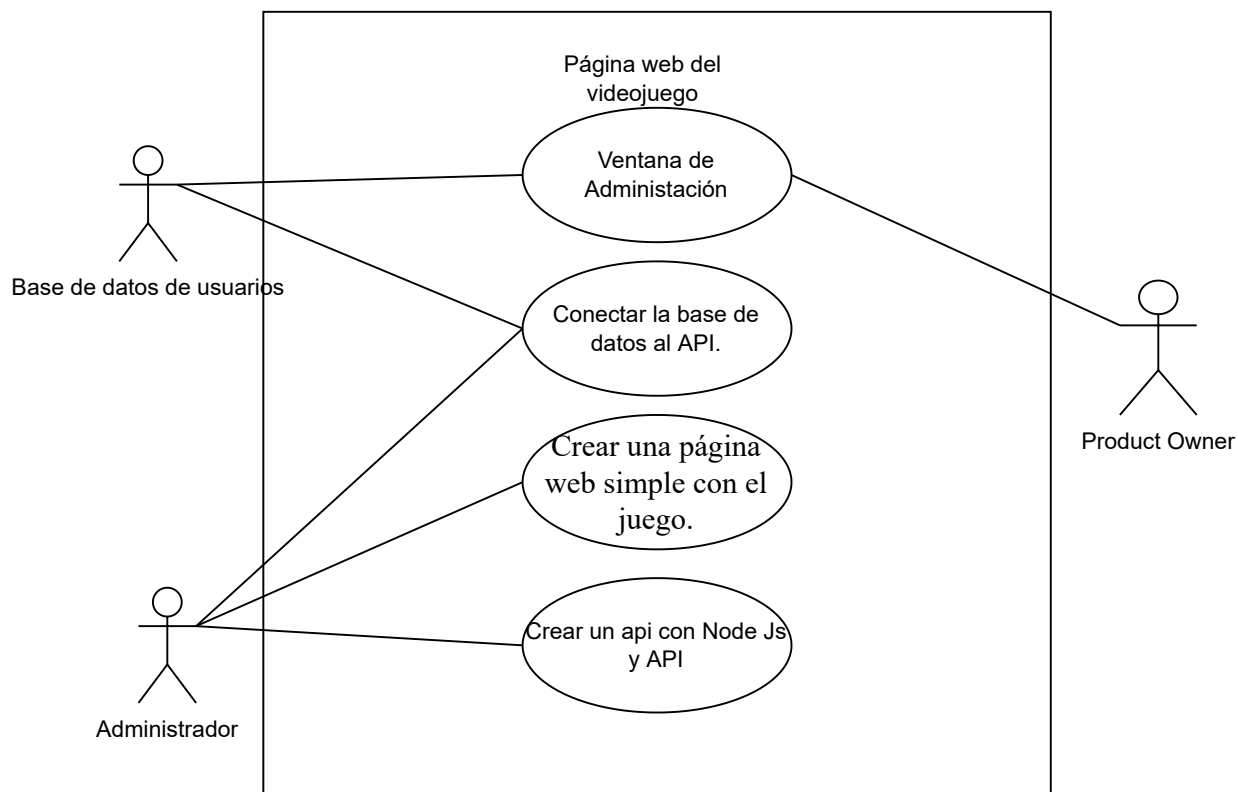 Página web del
videojuego
Ventana de
Administación
Base de datos de usuarios
Conectar la base de
datos al API.
Product Owner
Crear una página
web simple con el
juego.
Crear un api con Node Js
y API
Administrador